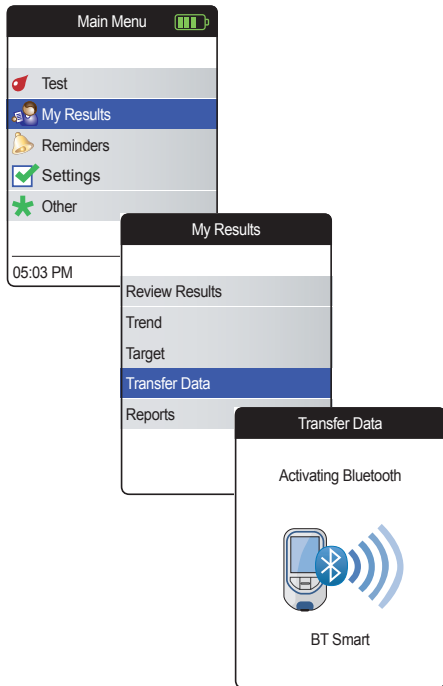 Main Menu
Test
My Results
Reminders
Settings
Other
05:03 PM
My Results
Review Results
Trend
Target
Transfer Data
Reports
Transfer Data
Activating Bluetooth
BT Smart